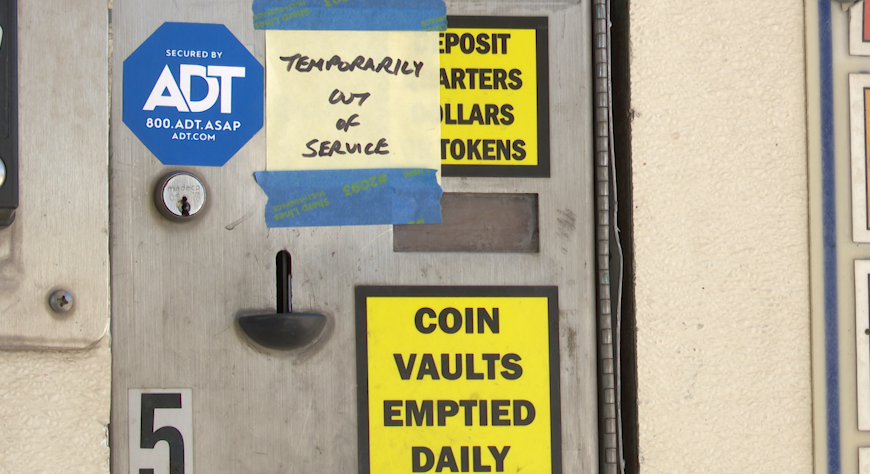 SECURED BY
ADT
800.ADT.ASAP
ADT.COM
TEMPORARILY
OUT
OF
SERVICE
EPOSIT
ARTERS
OLLARS
TOKENS
medeco
COIN
VAULTS
EMPTIED
DAILY
5